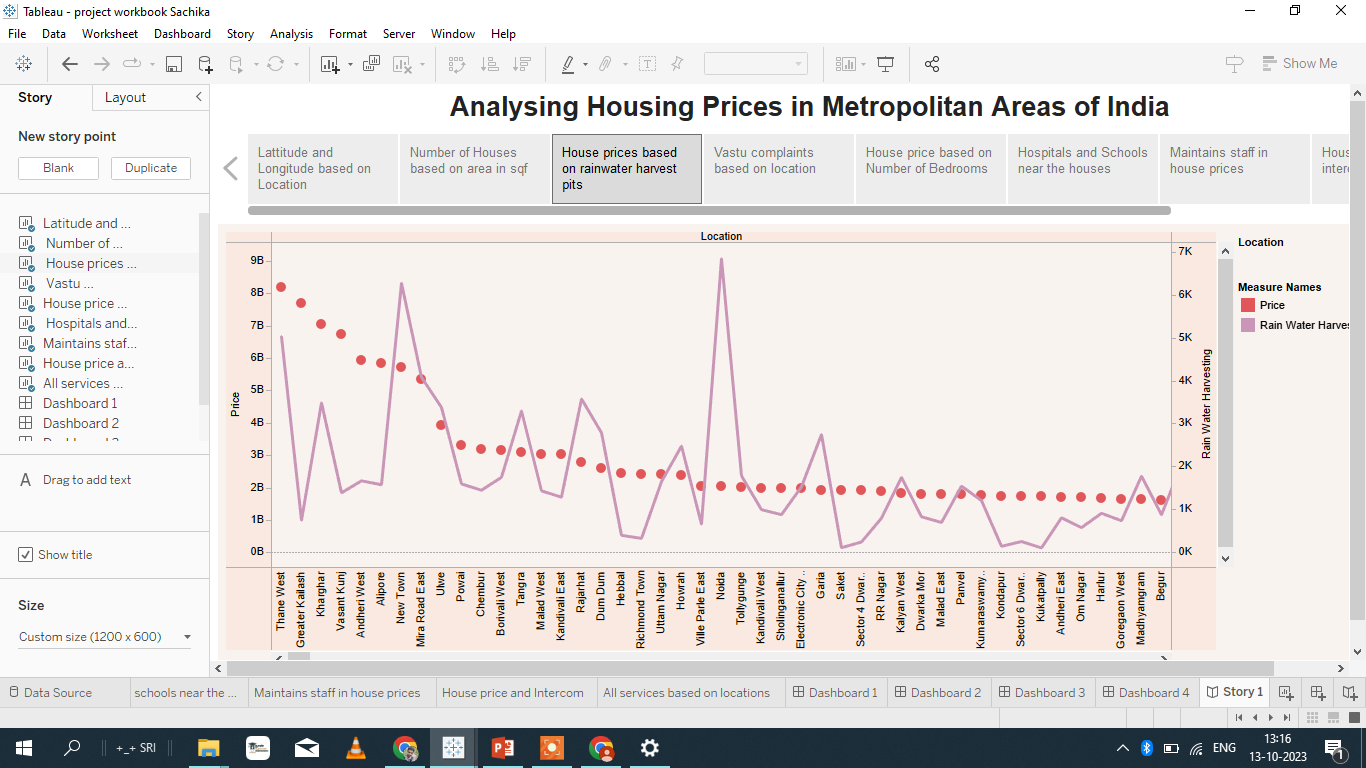 Tableau - project workbook Sachika
File Data Worksheet Dashboard Story Analysis Format Server Window Help
Show Me
Story Layout
New story point
Blank Duplicate
Latitude and ...
Number of ...
House prices ...
Vastu ...
House price ...
Hospitals and...
Maintains staf...
House price a...
All services ...
Dashboard 1
Dashboard 2
A Drag to add text
Show title
Size
Custom size (1200 x 600)
Analysing Housing Prices in Metropolitan Areas of India
Lattitude and
Longitude based on
Location
Number of Houses
based on area in sqf
House prices based
on rainwater harvest
pits
Vastu complaints
based on location
House price based on
Number of Bedrooms
Hospitals and Schools
near the houses
Maintains staff in
house prices
Hous
inter
Location
Price
9B
8B
7B
6B
5B
4B
3B
2B
1B
0B
7K
6K
5K
4K
3K
2K
1K
0K
Rain Water Harvesting
Thane West
Greater Kailash
Kharghar
Vasant Kunj
Andheri West
Alipore
New Town
Mira Road East
Ulwe
Powai
Chembur
Borivali West
Tangra
Malad West
Kandivali East
Rajarhat
Dum Dum
Hebbal
Richmond Town
Uttam Nagar
Howrah
Ville Parle East
Noida
Tollygunge
Kandivali West
Sholinganallur
Electronic City ..
Garia
Saket
Sector 4 Dwar..
RR Nagar
Kalyan West
Dwarka Mor
Malad East
Panvel
Kumaraswamy..
Kondapur
Sector 6 Dwar..
Kukatpally
Andheri East
Om Nagar
Harlur
Goregaon West
Madhyamgram
Begur
Location
Measure Names
Price
Rain Water Harves
Data Source schools near the ... Maintains staff in house prices House price and Intercom All services based on locations Dashboard 1 Dashboard 2 Dashboard 3 Dashboard 4 Story 1
+_+ SRI
ENG
13:16
13-10-2023
1